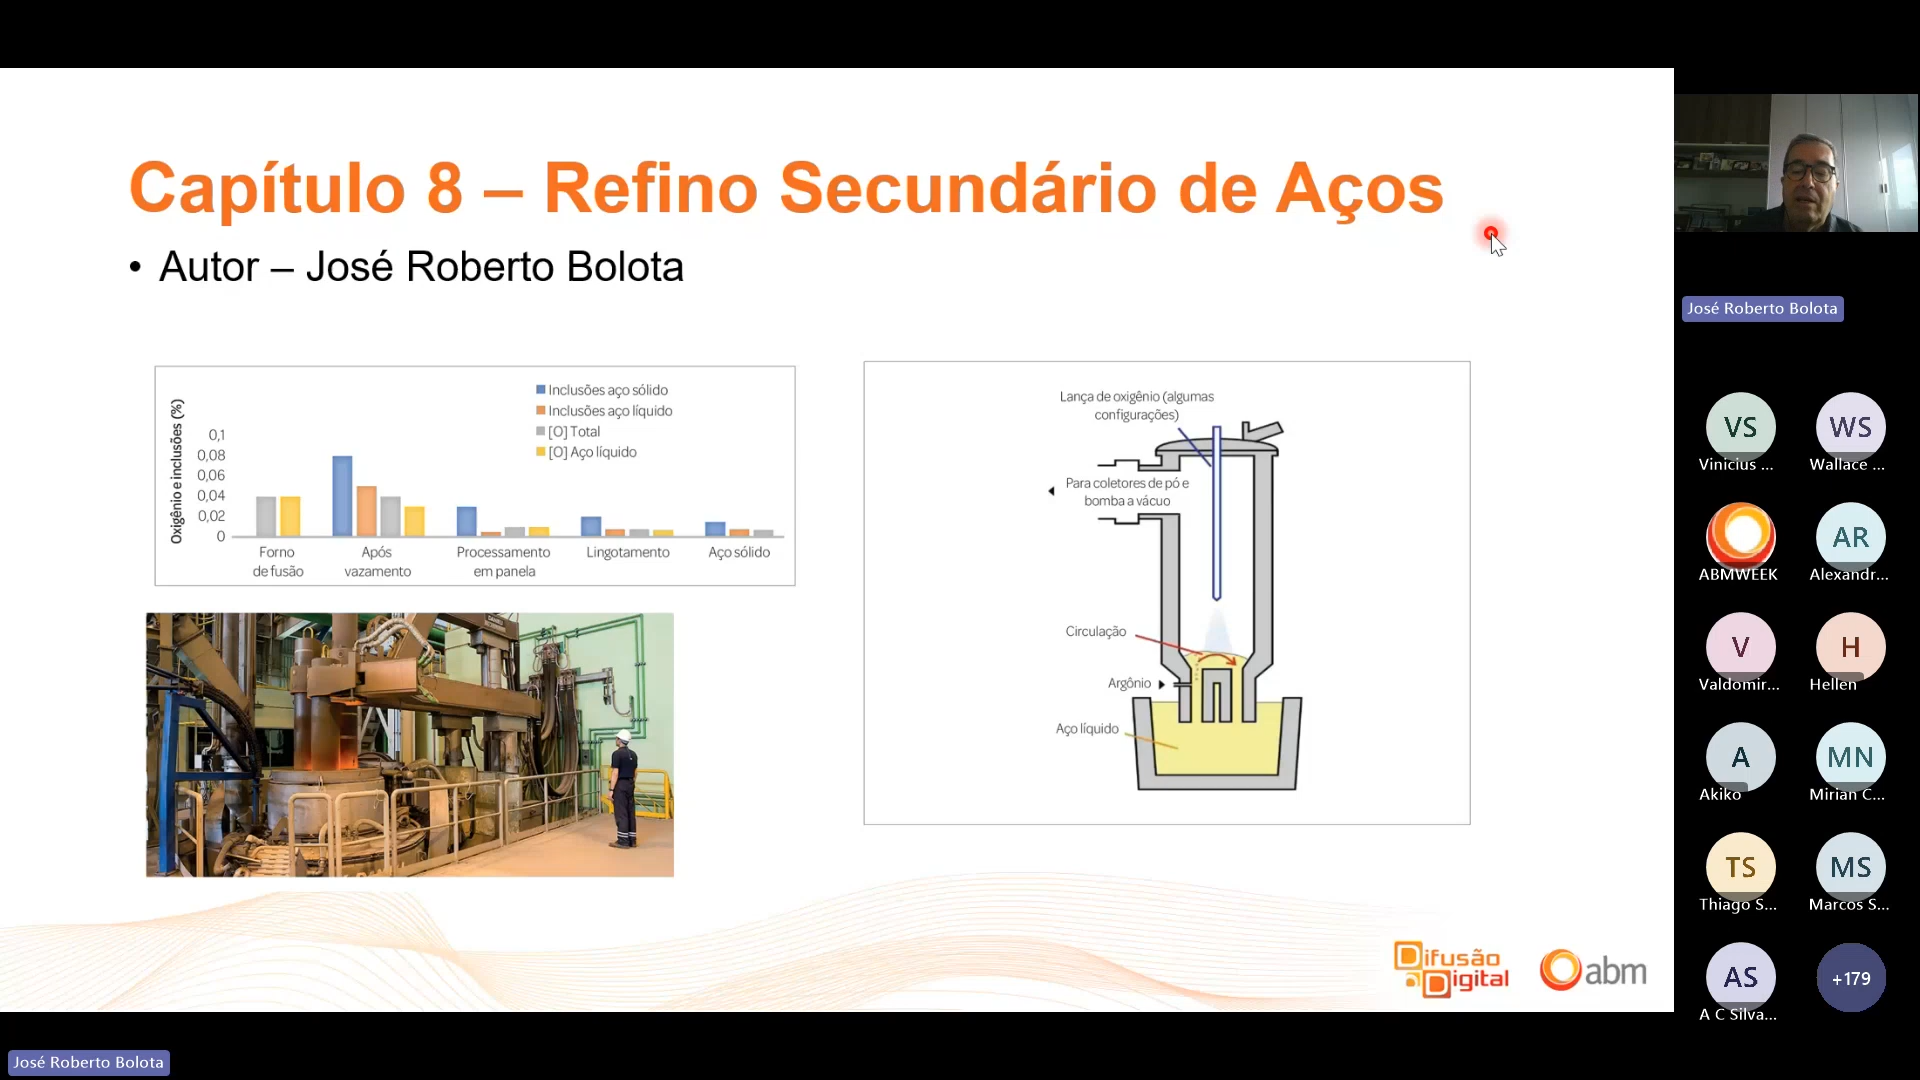 Capítulo 8 – Refino Secundário de Aços
• Autor – José Roberto Bolota
Oxigênio e inclusões (%)
0,1
0,08
0,06
0,04
0,02
0
Inclusões aço sólido
Inclusões aço líquido
[O] Total
[O] Aço líquido
Forno
de fusão
Após
vazamento
Processamento
em panela
Lingotamento
Aço sólido
Lança de oxigênio (algumas
configurações)
Para coletores de pó e
bomba a vácuo
Circulação
Argônio
Aço líquido
Difusão
Digital
abm
José Roberto Bolota
VS
Vinicius ...
WS
Wallace ...
ABMWEEK
AR
Alexandr...
V
Valdomir...
H
Hellen
A
Akiko
MN
Mirian C...
TS
Thiago S...
MS
Marcos S...
AS
A C Silva...
+179
José Roberto Bolota